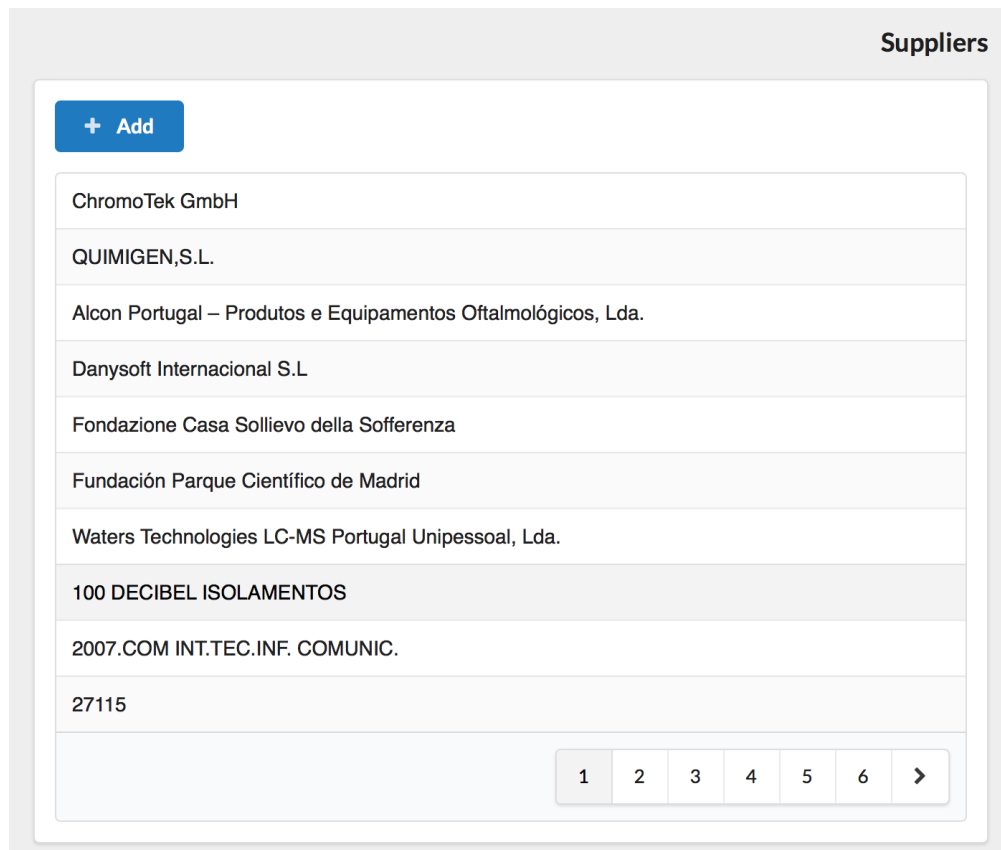 Suppliers
+ Add
ChromoTek GmbH
QUIMIGEN,S.L.
Alcon Portugal – Produtos e Equipamentos Oftalmológicos, Lda.
Danysoft Internacional S.L
Fondazione Casa Sollievo della Sofferenza
Fundación Parque Científico de Madrid
Waters Technologies LC-MS Portugal Unipessoal, Lda.
100 DECIBEL ISOLAMENTOS
2007.COM INT.TEC.INF. COMUNIC.
27115
1 2 3 4 5 6